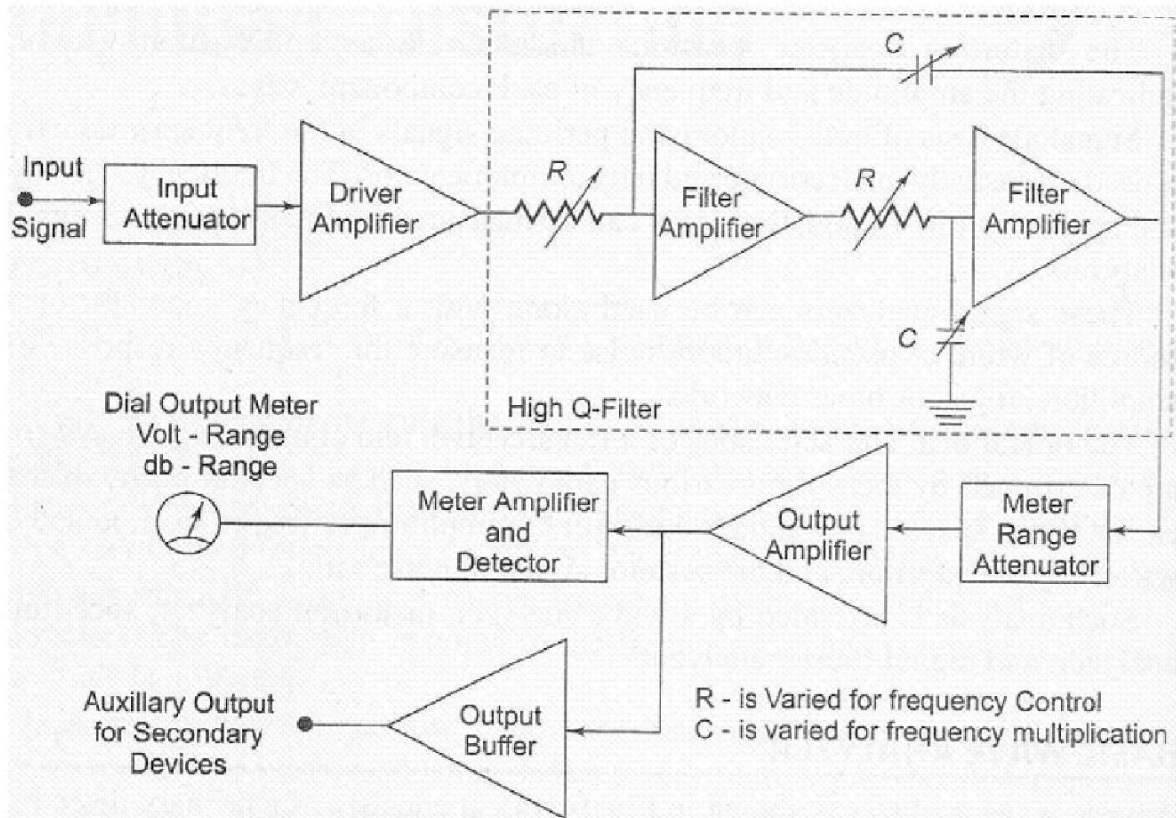 C
Input
Signal
Input
Attenuator
Driver
Amplifier
R
Filter
Amplifier
R
Filter
Amplifier
C
High Q-Filter
Dial Output Meter
Volt - Range
db - Range
Meter Amplifier
and
Detector
Output
Amplifier
Meter
Range
Attenuator
Auxillary Output
for Secondary
Devices
Output
Buffer
R - is Varied for frequency Control
C - is varied for frequency multiplication